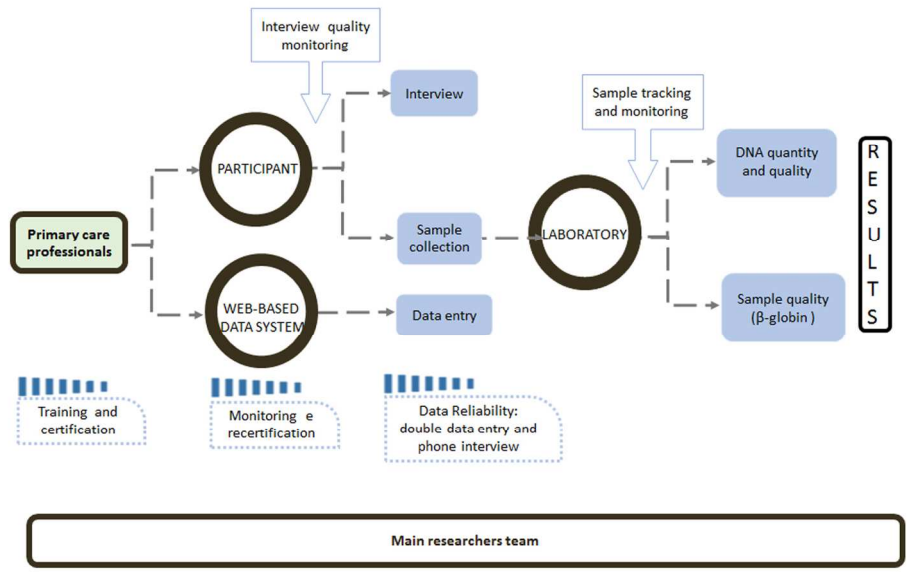 Interview quality
monitoring
Interview
Sample tracking
and monitoring
PARTICIPANT
DNA quantity
and quality
RESULTS
Primary care
professionals
Sample
collection
LABORATORY
WEB-BASED
DATA SYSTEM
Data entry
Sample quality
(β-globin )
Training and
certification
Monitoring e
recertification
Data Reliability:
double data entry and
phone interview
Main researchers team